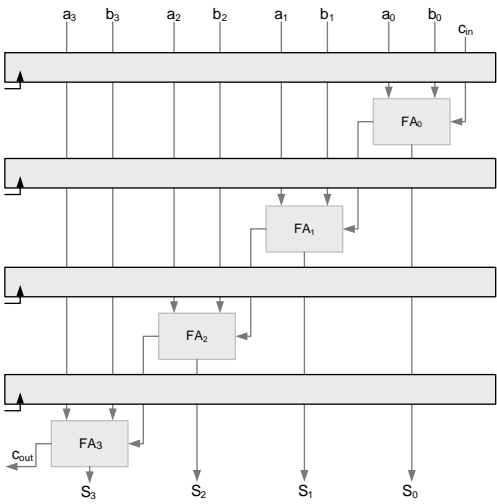 a₃ b₃ a₂ b₂ a₁ b₁ a₀ b₀
cᵢₙ
FA₀
FA₁
FA₂
FA₃
cₒᵤₜ
S₃ S₂ S₁ S₀